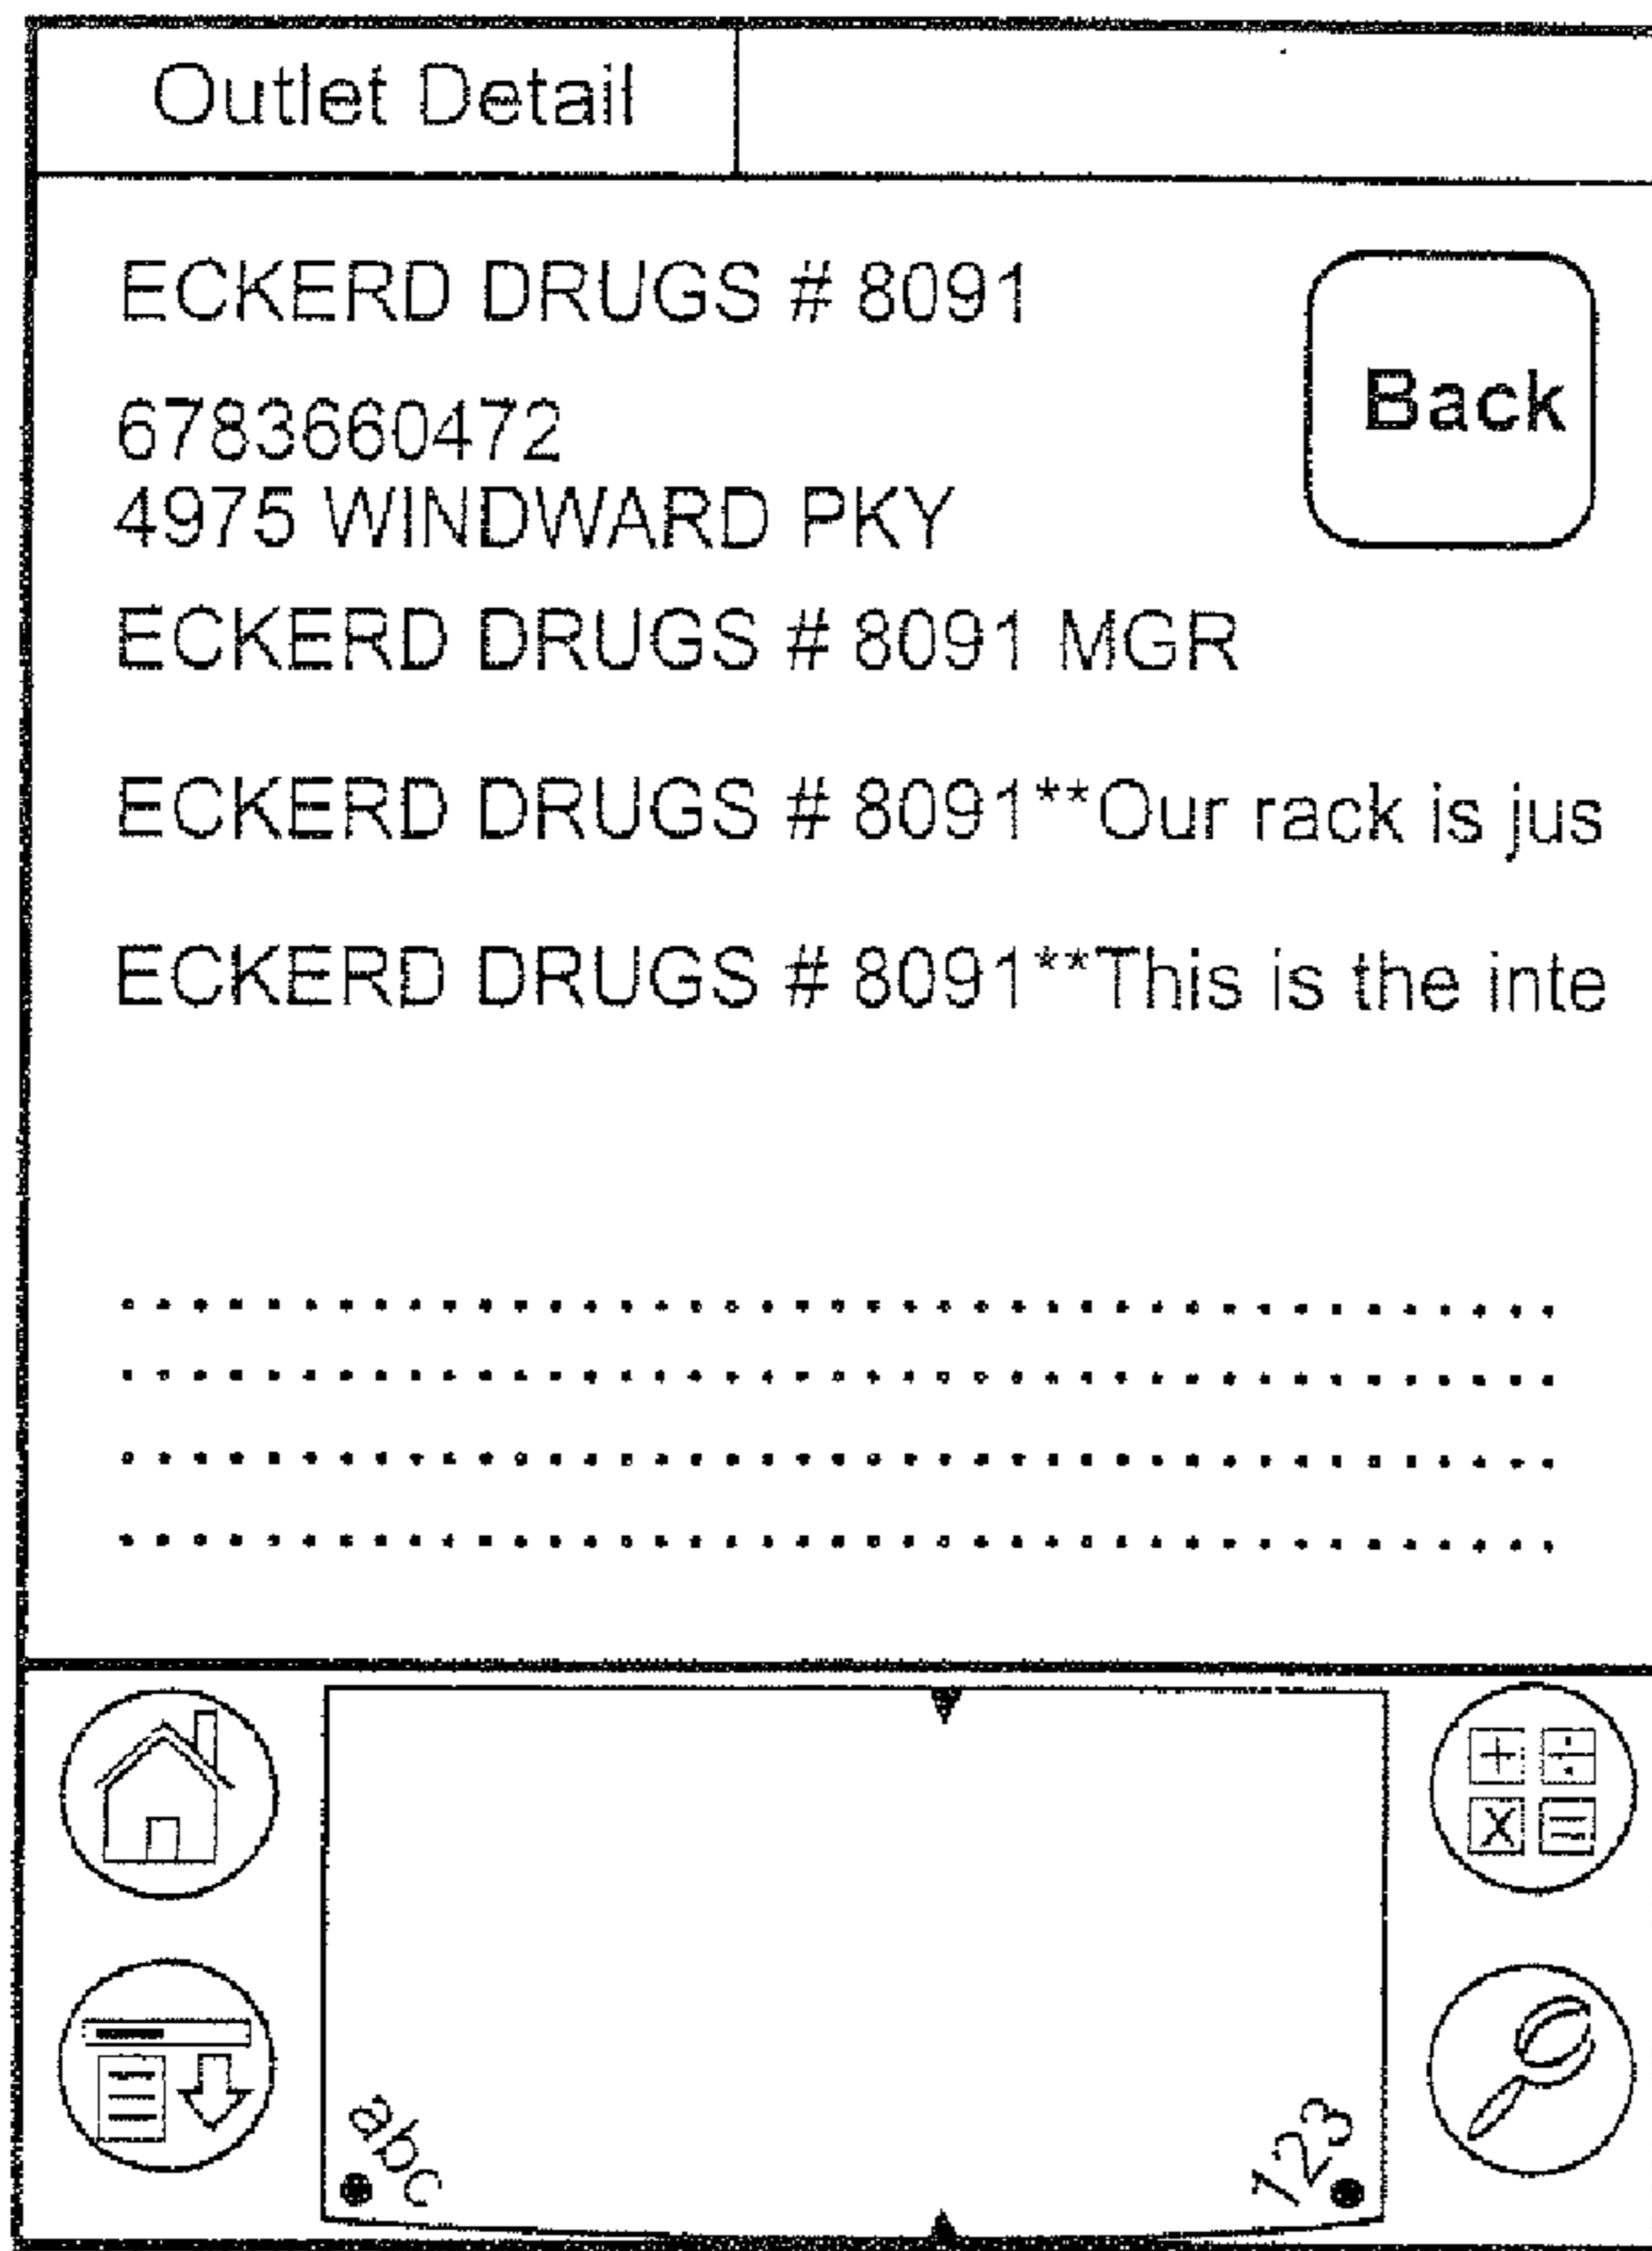 Outlet Detail
ECKERD DRUGS # 8091
Back
6783660472
4975 WINDWARD PKY
ECKERD DRUGS # 8091 MGR
ECKERD DRUGS # 8091**Our rack is jus
ECKERD DRUGS # 8091**This is the inte
abc
123